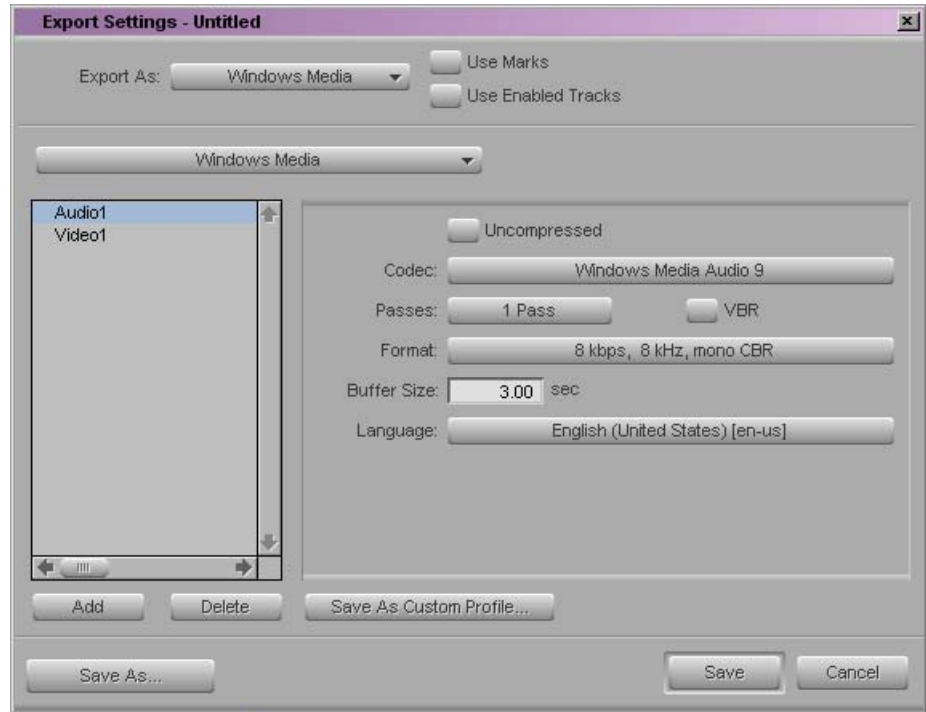 Export Settings - Untitled
Export As: Windows Media
Use Marks
Use Enabled Tracks
Windows Media
Audio1
Video1
Uncompressed
Codec: Windows Media Audio 9
Passes: 1 Pass VBR
Format: 8 kbps, 8 kHz, mono CBR
Buffer Size: 3.00 sec
Language: English (United States) [en-us]
Add Delete Save As Custom Profile...
Save As... Save Cancel